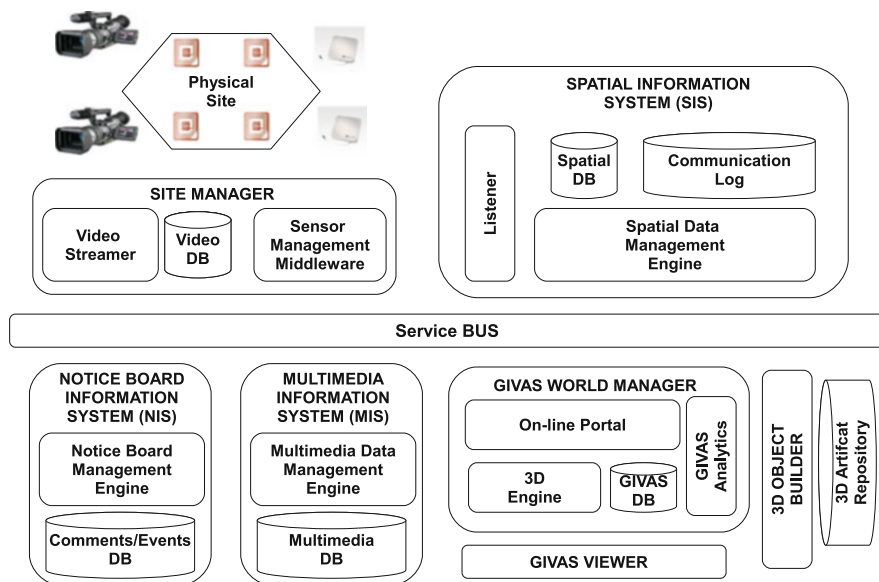 Physical
Site
SPATIAL INFORMATION
SYSTEM (SIS)
Listener
Spatial
DB
Communication
Log
Spatial Data
Management
Engine
SITE MANAGER
Video
Streamer
Video
DB
Sensor
Management
Middleware
Service BUS
NOTICE BOARD
INFORMATION
SYSTEM (NIS)
Notice Board
Management
Engine
Comments/Events
DB
MULTIMEDIA
INFORMATION
SYSTEM (MIS)
Multimedia Data
Management
Engine
Multimedia
DB
GIVAS WORLD MANAGER
On-line Portal
3D
Engine
GIVAS
DB
GIVAS
Analytics
GIVAS VIEWER
3D OBJECT
BUILDER
3D Artifcat
Repository